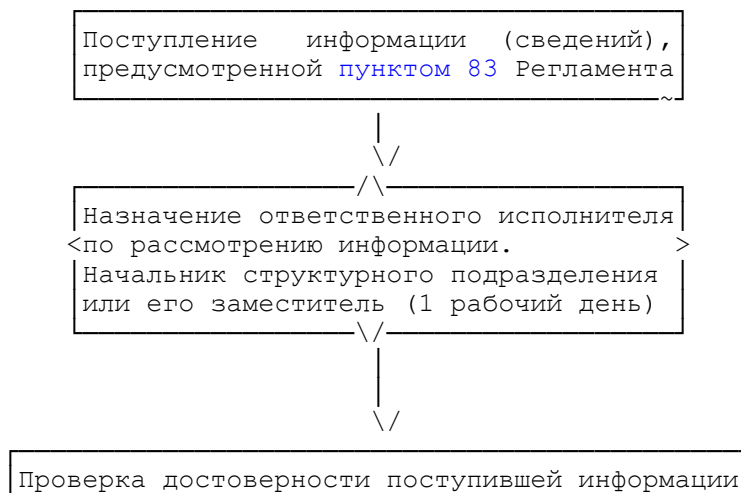 Поступление информации (сведений),
предусмотренной пунктом 83 Регламента
Назначение ответственного исполнителя
по рассмотрению информации.
Начальник структурного подразделения
или его заместитель (1 рабочий день)
Проверка достоверности поступившей информации